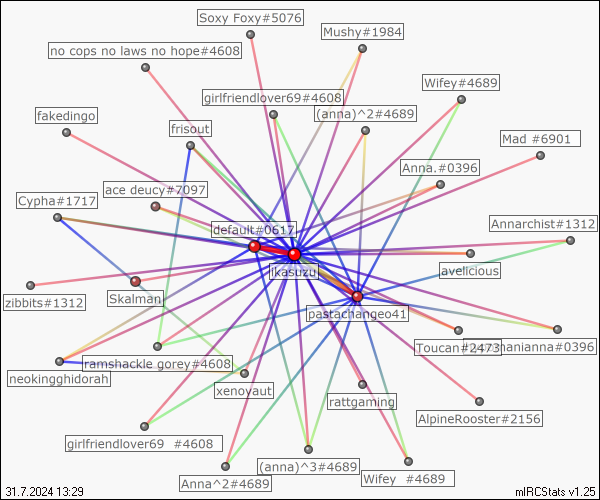 Soxy Foxy#5076
Mushy#1984
no cops no laws no hope#4608
Wifey#4689
girlfriendlover69#4608
(anna)^2#4689
fakedingo
frisout
Mad #6901
Anna.#0396
ace deucy#7097
Cypha#1717
Annarchist#1312
default#0617
avelicious
likasuzu
Skalman
zibbits#1312
pastachangeo41
Toucan#2473
manianna#0396
ramshackle gorey#4608
neokingghidorah
xenoyaut
rattgaming
AlpineRooster#2156
girlfriendlover69 #4608
(anna)^3#4689
Anna^2#4689
Wifey #4689
31.7.2024 13:29
mIRCStats v1.25